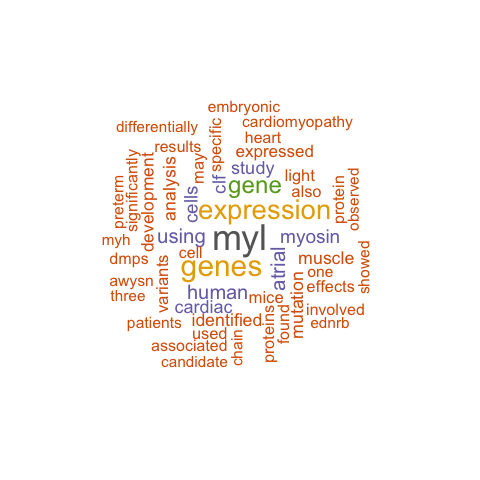 embryonic
differentially
cardiomyopathy
heart
results
specific
expressed
may
study
light
analysis
clf
gene
also
development
significantly
preterm
cells
expression
protein
observed
myh
using
myl
myosin
dmps
cell
genes
atrial
muscle
one
showed
awysn
variants
human
mice
effects
three
cardiac
mutation
involved
patients
identified
found
ednrb
used
proteins
associated
chain
candidate